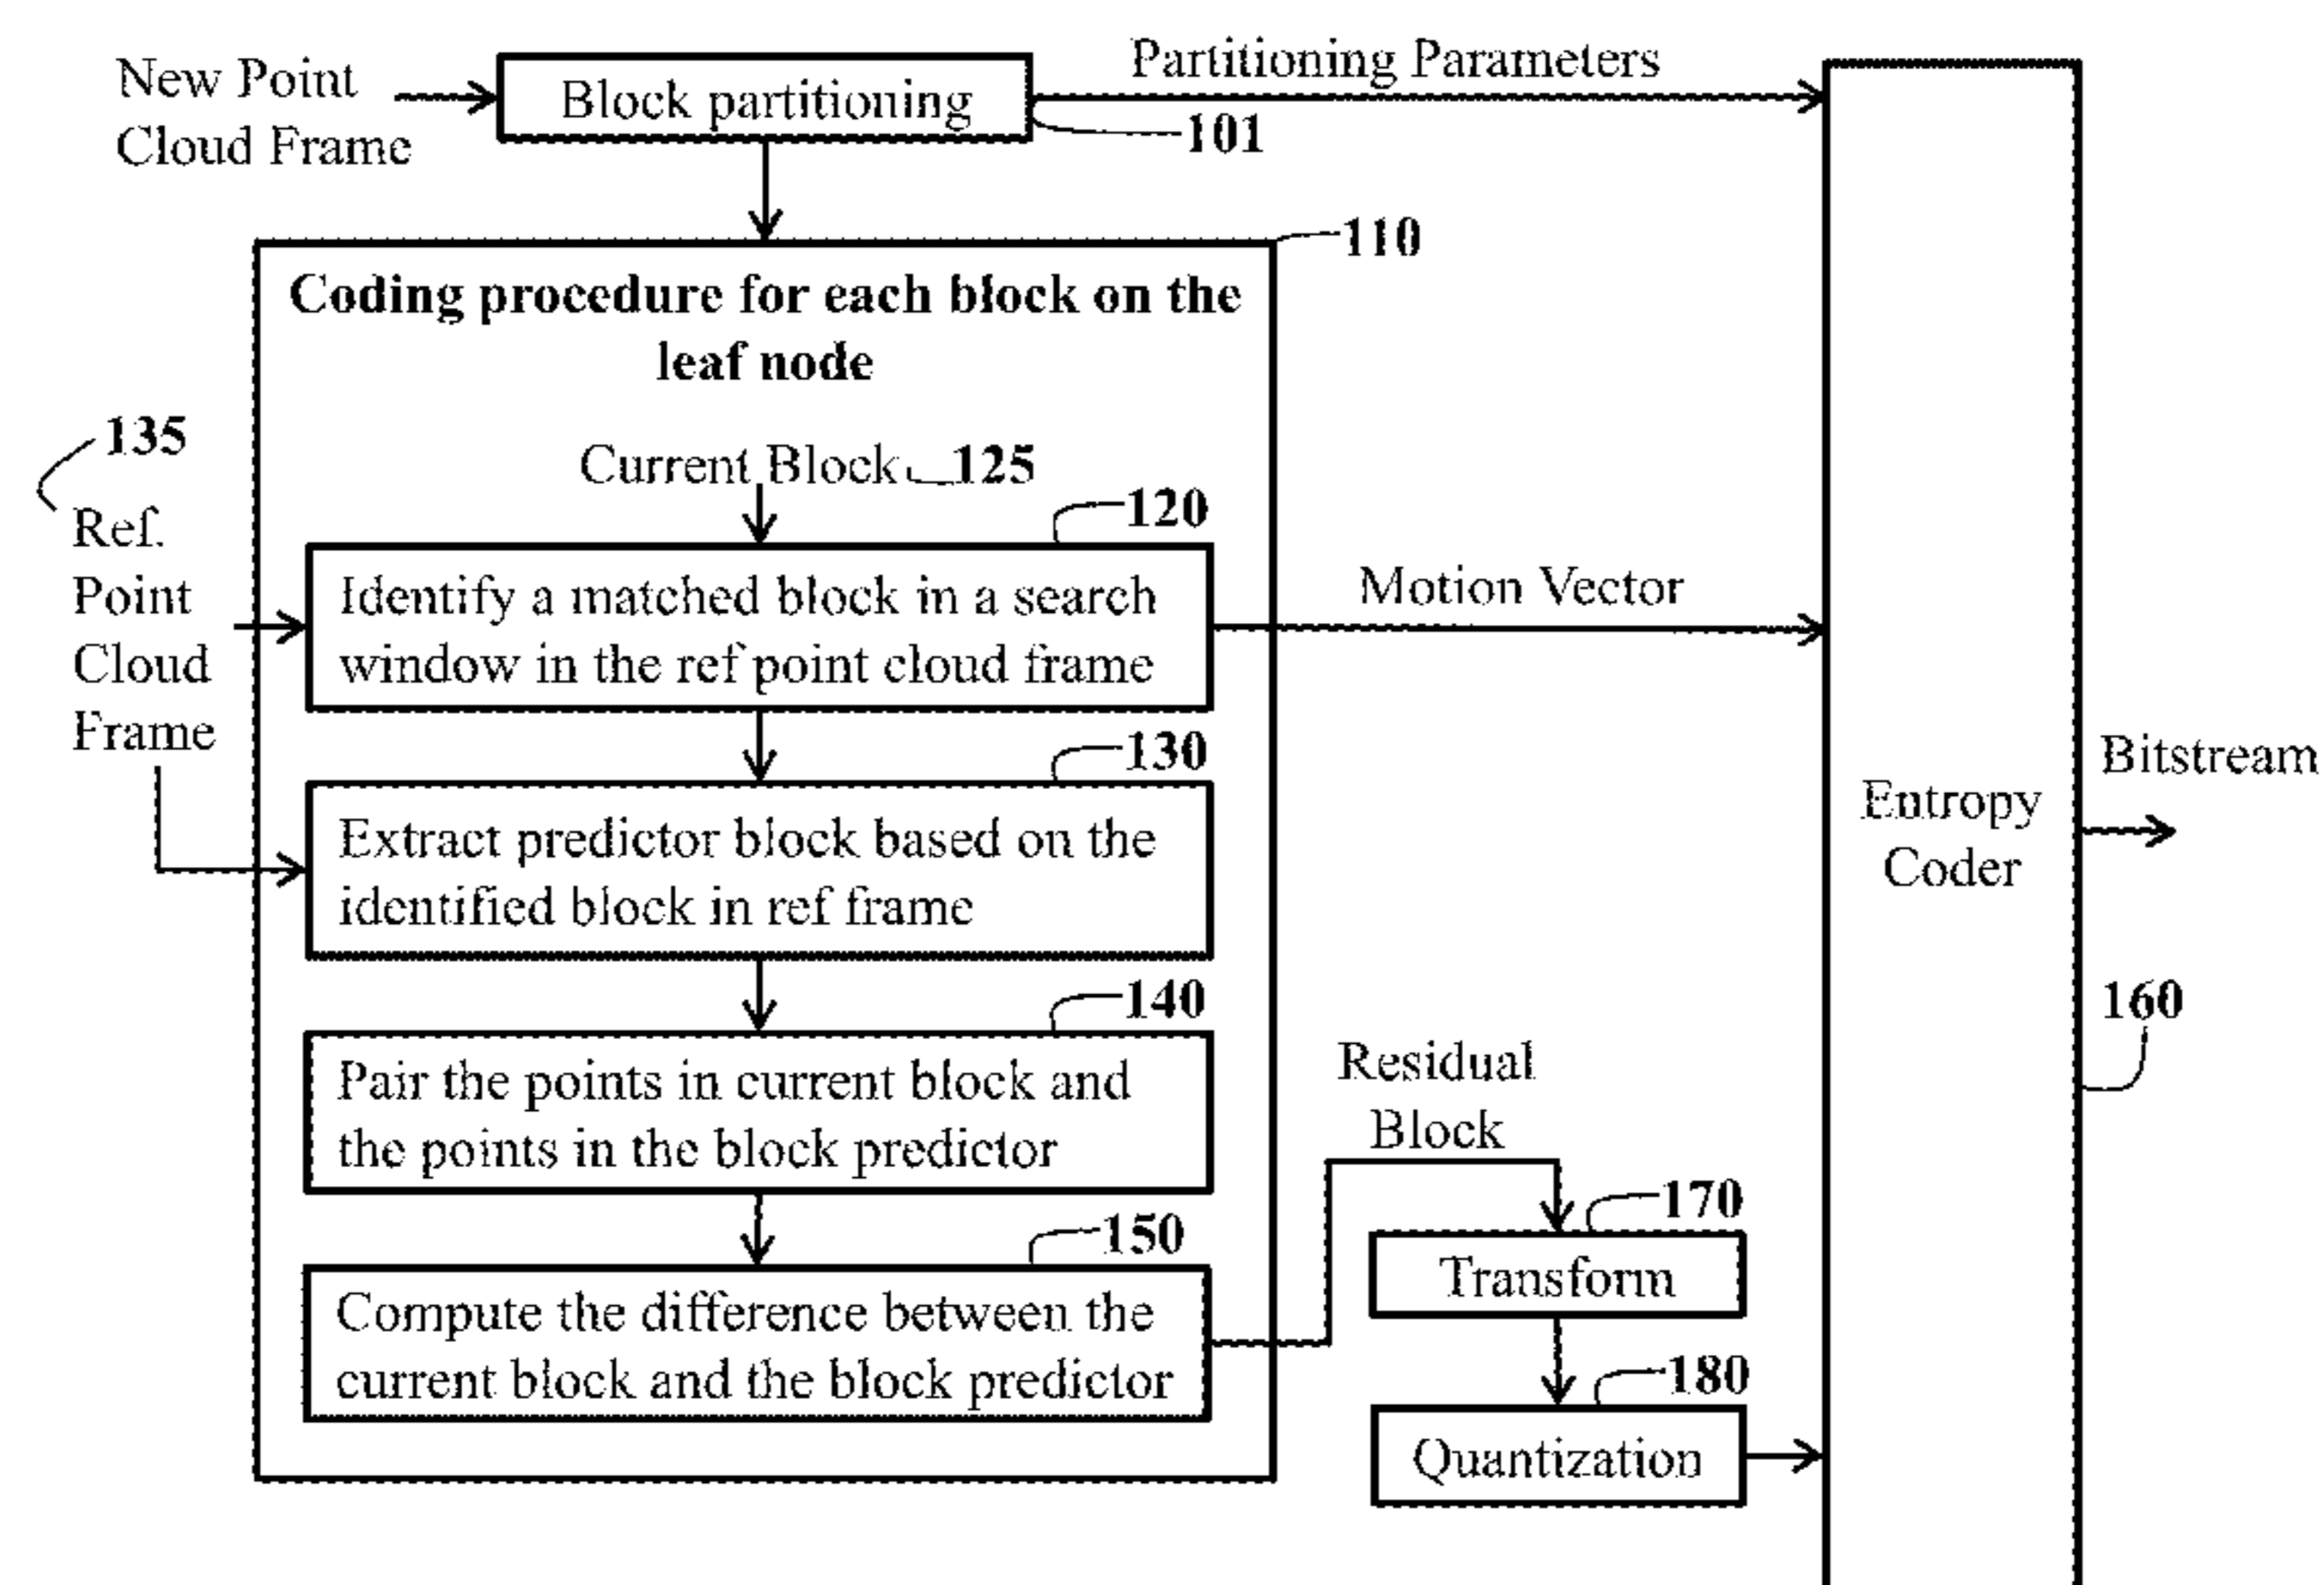 New Point
Cloud Frame
Block partitioning
Partitioning Parameters
101
110
Coding procedure for each block on the
leaf node
135
Ref.
Point
Cloud
Frame
Current Block
125
120
Identify a matched block in a search
window in the ref point cloud frame
Motion Vector
130
Extract predictor block based on the
identified block in ref frame
140
Pair the points in current block and
the points in the block predictor
150
Compute the difference between the
current block and the block predictor
Residual
Block
170
Transform
180
Quantization
Entropy
Coder
Bitstream
160